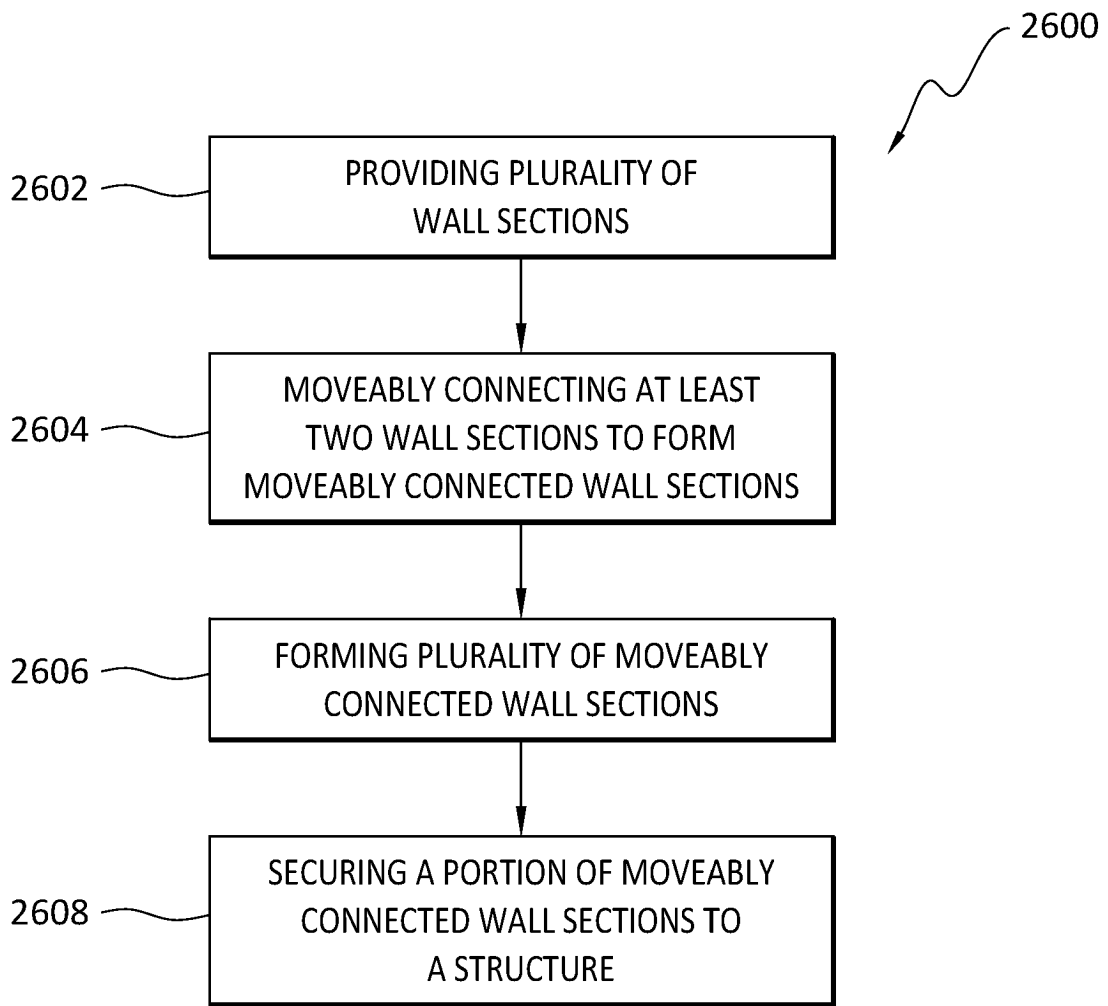 2600
2602
PROVIDING PLURALITY OF
WALL SECTIONS
2604
MOVEABLY CONNECTING AT LEAST
TWO WALL SECTIONS TO FORM
MOVEABLY CONNECTED WALL SECTIONS
2606
FORMING PLURALITY OF MOVEABLY
CONNECTED WALL SECTIONS
2608
SECURING A PORTION OF MOVEABLY
CONNECTED WALL SECTIONS TO
A STRUCTURE